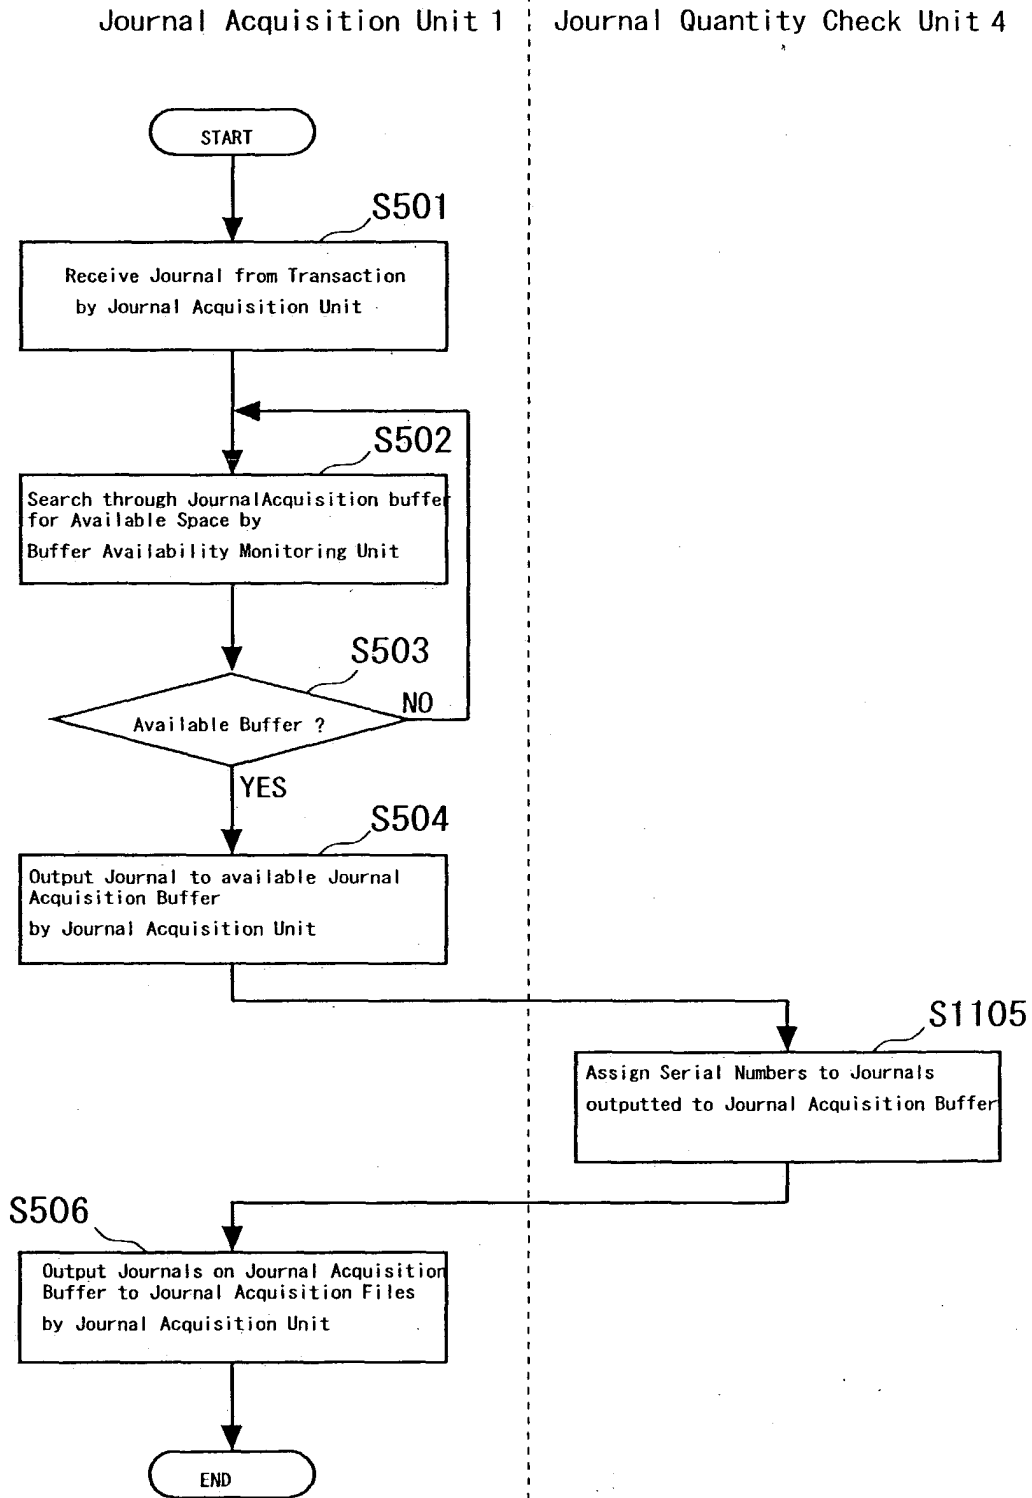 Journal Acquisition Unit 1
Journal Quantity Check Unit 4
START
S501
Receive Journal from Transaction
by Journal Acquisition Unit
S502
Search through JournalAcquisition buffer
for Available Space by
Buffer Availability Monitoring Unit
S503
Available Buffer ?
NO
YES
S504
Output Journal to available Journal
Acquisition Buffer
by Journal Acquisition Unit
S1105
Assign Serial Numbers to Journals
outputted to Journal Acquisition Buffer
S506
Output Journals on Journal Acquisition
Buffer to Journal Acquisition Files
by Journal Acquisition Unit
END